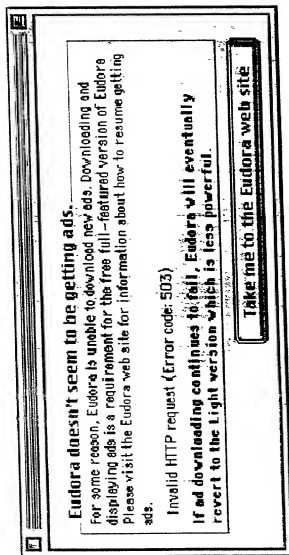 Eudora doesn't seem to be getting ads.
For some reason, Eudora is unable to download new ads. Downloading and
displaying ads is a requirement for the free full-featured version of Eudora
Please visit the Eudora web site for information about how to resume getting
ads.
Invalid HTTP request (Error code: 503)
If ad downloading continues to fail, Eudora will eventually
revert to the Light version which is less powerful.
Take me to the Eudora web site